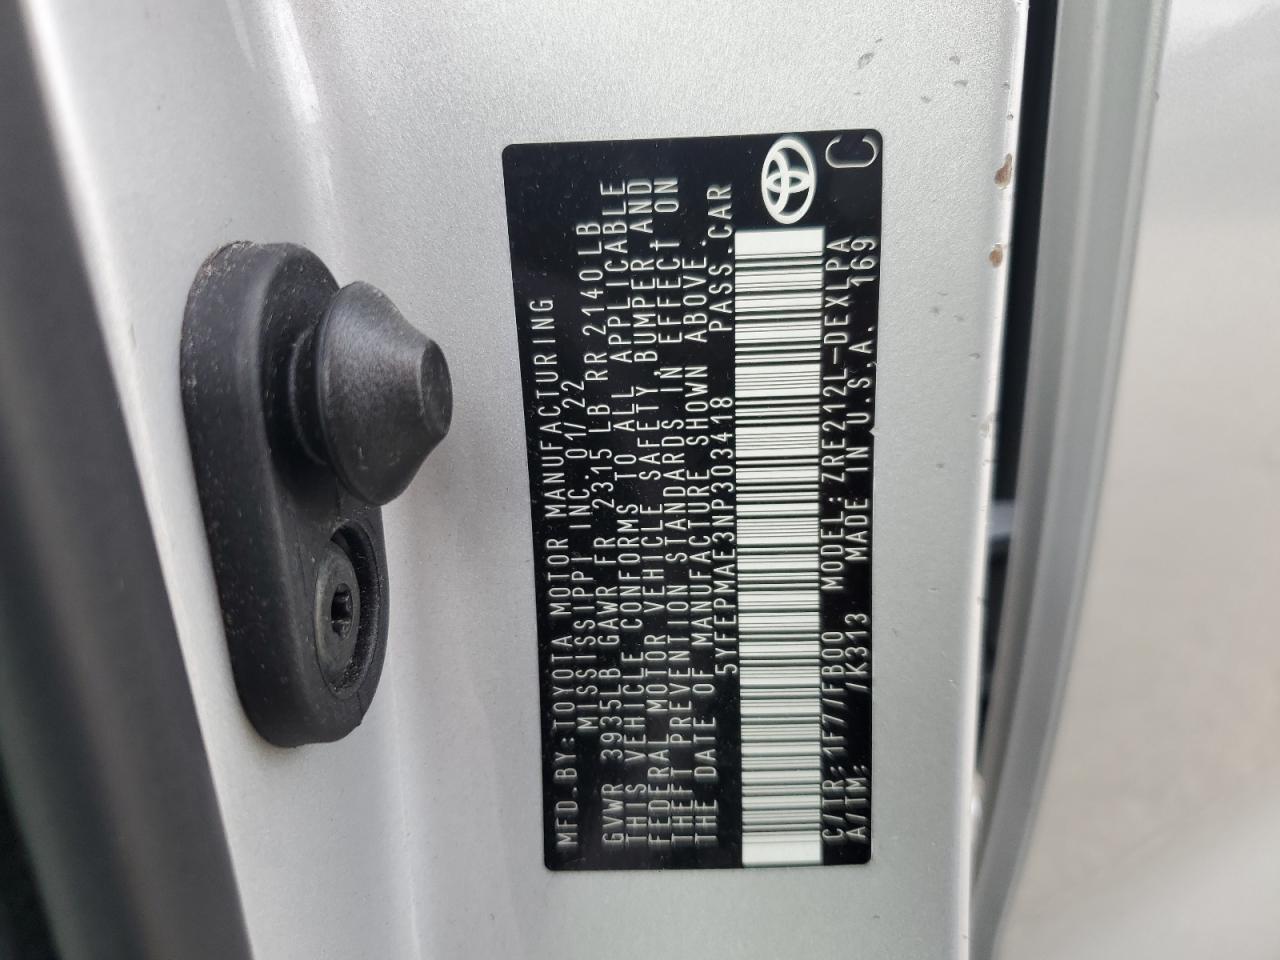 MFD.BY:TOYOTA MOTOR MANUFACTURING
MISSISSIPPI INC. 01/22
GVWR 3935LB GAWR FR 2315 LB RR 2140LB
THIS VEHICLE CONFORMS TO ALL APPLICABLE
FEDERAL MOTOR VEHICLE SAFETY, BUMPER AND
THEFT PREVENTION STANDARDS IN EFFECT ON
THE DATE OF MANUFACTURE SHOWN ABOVE.
5YFEPMAE3NP303418 PASS.CAR
C/TR:1F7/FB00 MODEL:ZRE212L-DEXLPA
A/TM: /K313 MADE IN U.S.A. 169
C